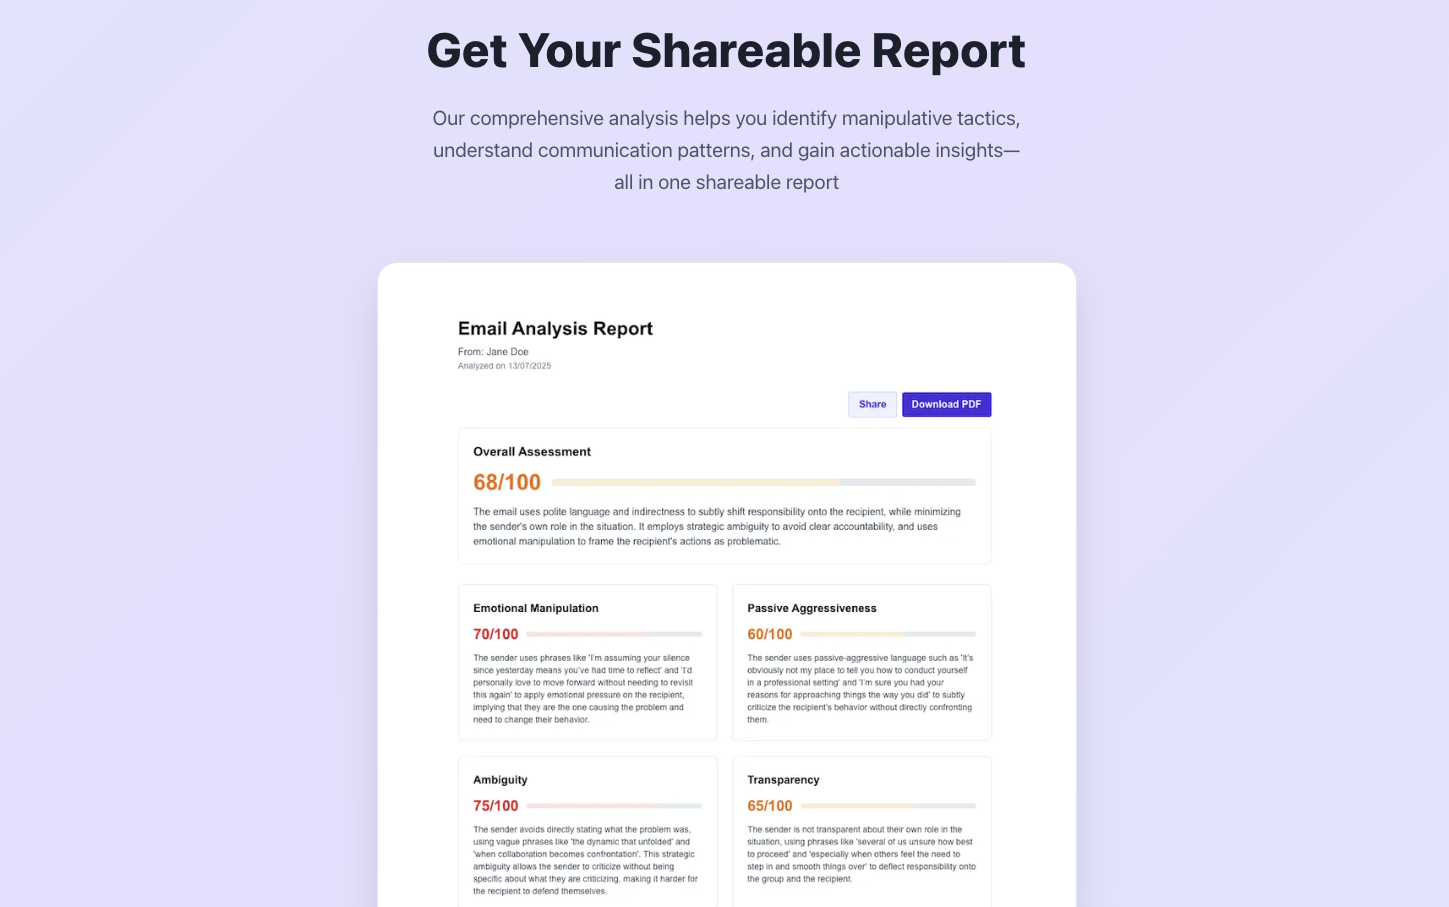 Get Your Shareable Report
Our comprehensive analysis helps you identify manipulative tactics,
understand communication patterns, and gain actionable insights—
all in one shareable report
Email Analysis Report
From: Jane Doe
Analyzed on 13/07/2025
Share
Download PDF
Overall Assessment
68/100
The email uses polite language and indirectness to subtly shift responsibility onto the recipient, while minimizing
the sender's own role in the situation. It employs strategic ambiguity to avoid clear accountability, and uses
emotional manipulation to frame the recipient's actions as problematic.
Emotional Manipulation
70/100
The sender uses phrases like 'I'm assuming your silence
since yesterday means you've had time to reflect' and 'I'd
personally love to move forward without needing to revisit
this again' to apply emotional pressure on the recipient,
implying that they are the one causing the problem and
need to change their behavior.
Passive Aggressiveness
60/100
The sender uses passive-aggressive language such as 'It's
obviously not my place to tell you how to conduct yourself
in a professional setting' and 'I'm sure you had your
reasons for approaching things the way you did' to subtly
criticize the recipient's behavior without directly confronting
them.
Ambiguity
75/100
The sender avoids directly stating what the problem was,
using vague phrases like 'the dynamic that unfolded' and
'when collaboration becomes confrontation'. This strategic
ambiguity allows the sender to criticize without being
specific about what they are criticizing, making it harder for
the recipient to defend themselves.
Transparency
65/100
The sender is not transparent about their own role in the
situation, using phrases like 'several of us unsure how best
to proceed' and 'especially when others feel the need to
step in and smooth things over' to deflect responsibility onto
the group and the recipient.